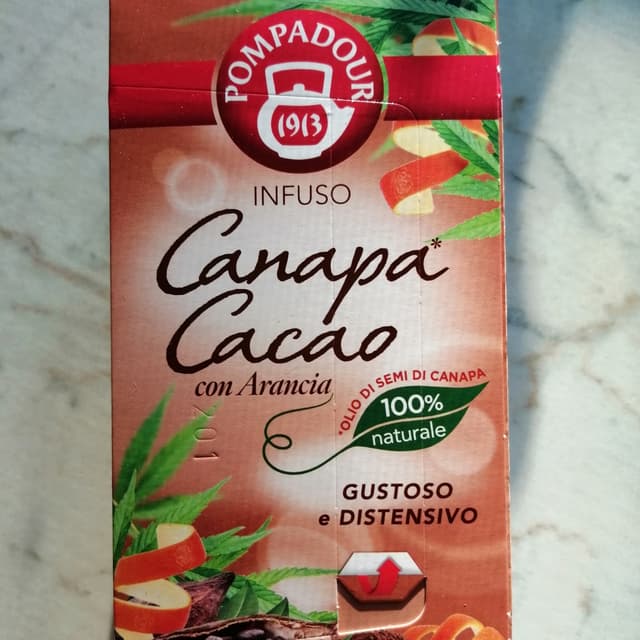 POMPADOUR
1913
INFUSO
Canapa*
Cacao
con Arancia
*OLIO DI SEMI DI CANAPA
100%
naturale
GUSTOSO
e DISTENSIVO